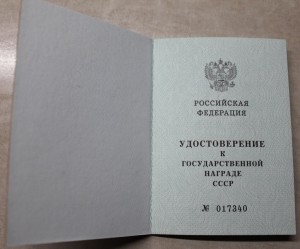 РОССИЙСКАЯ
ФЕДЕРАЦИЯ
УДОСТОВЕРЕНИЕ
К
ГОСУДАРСТВЕННОЙ
НАГРАДЕ
СССР
№ 017340